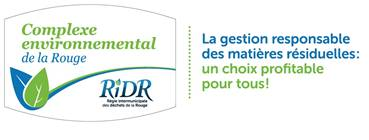 Complexe
environnemental
de la Rouge
RiDR
Régie intermunicipale
des déchets de la Rouge
La gestion responsable
des matières résiduelles:
un choix profitable
pour tous!